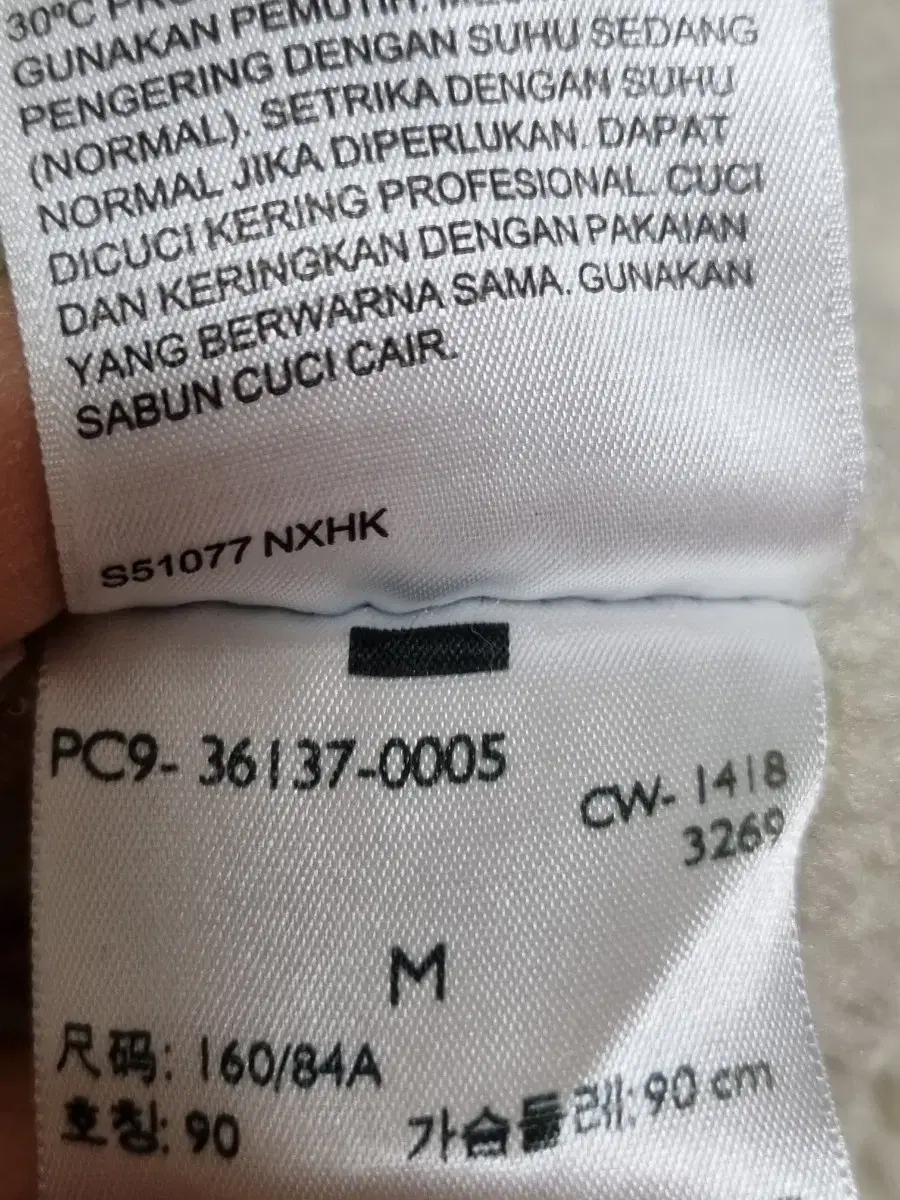 30°C
GUNAKAN PEMUTIH.
PENGERING DENGAN SUHU SEDANG
(NORMAL). SETRIKA DENGAN SUHU
NORMAL JIKA DIPERLUKAN. DAPAT
DICUCI KERING PROFESIONAL. CUCI
DAN KERINGKAN DENGAN PAKAIAN
YANG BERWARNA SAMA. GUNAKAN
SABUN CUCI CAIR.
S51077 NXHK
PC9- 36137-0005
CW- 1418
3269
M
尺码: 160/84A
호칭: 90 가슴둘레: 90 cm